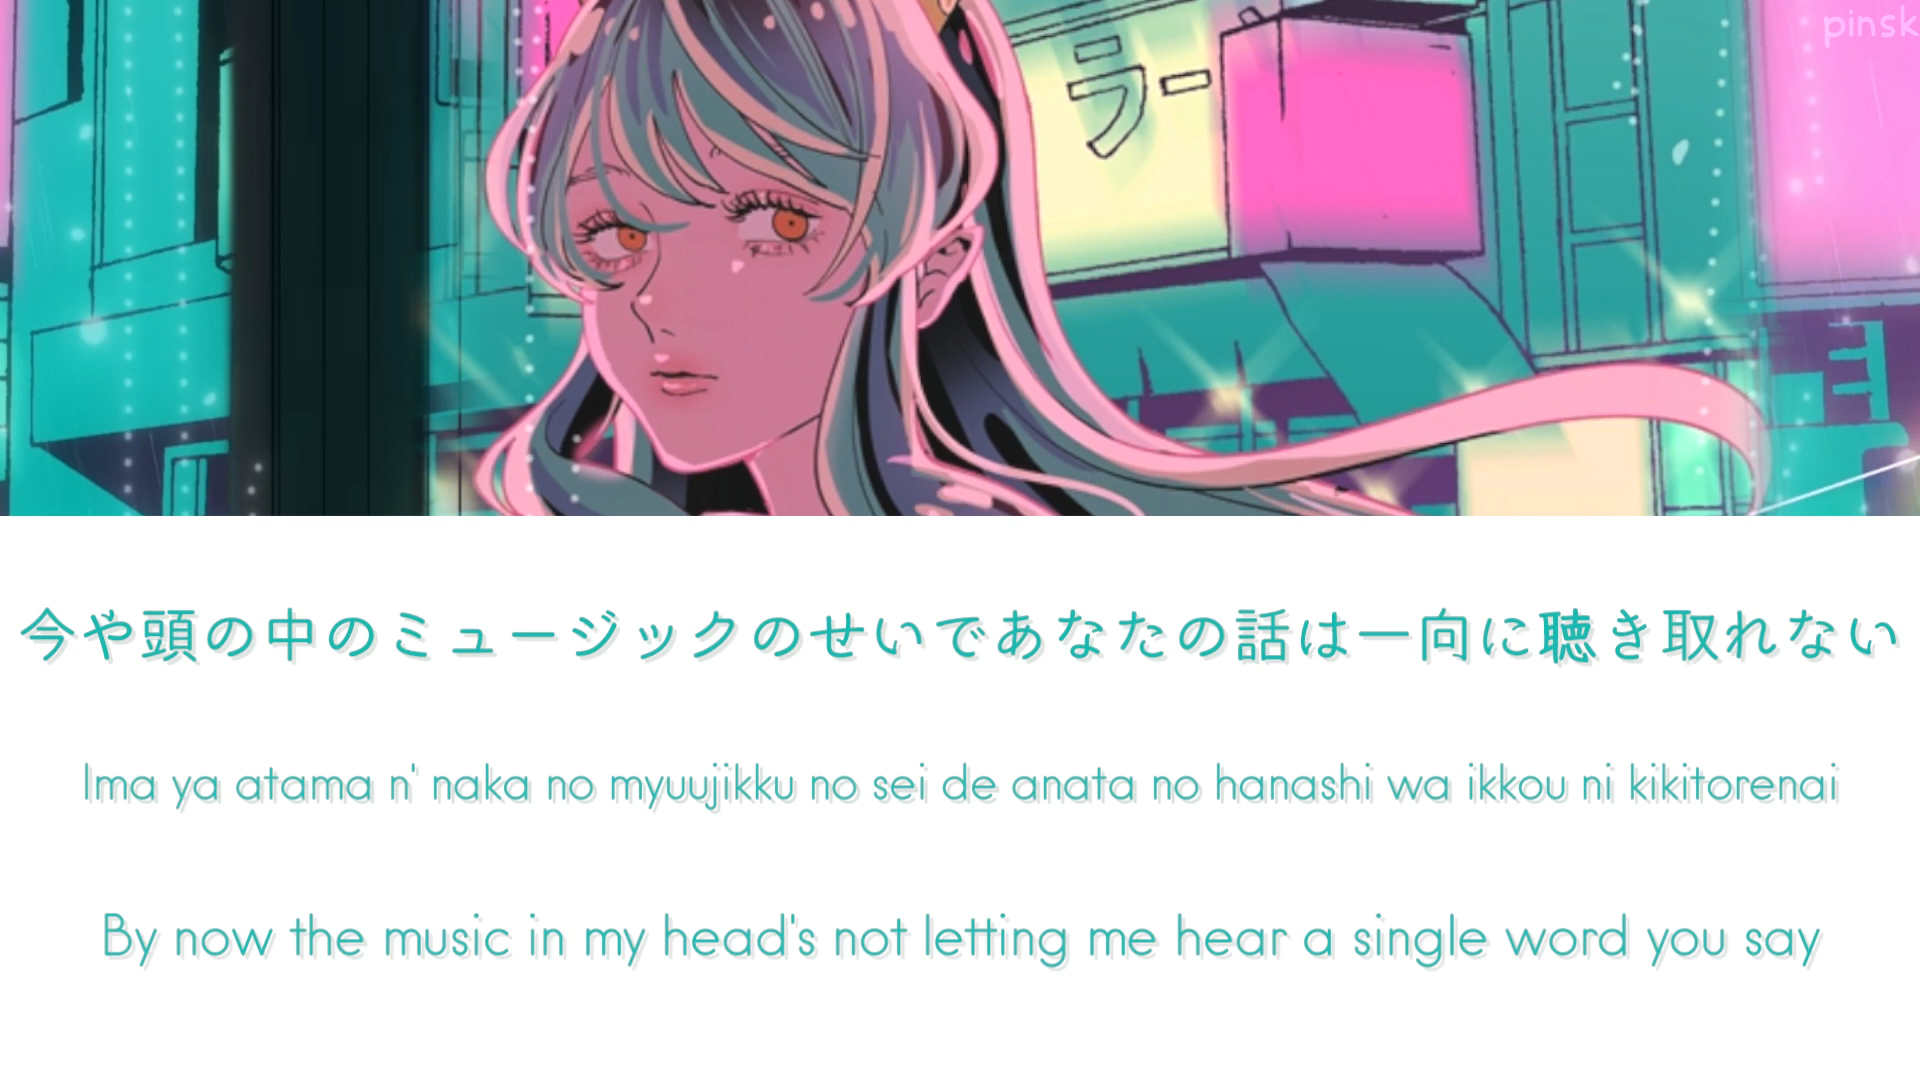 pinsk
ラー
今や頭の中のミュージックのせいであなたの話は一向に聴き取れない
Ima ya atama n' naka no myuujikku no sei de anata no hanashi wa ikkou ni kikitorenai
By now the music in my head's not letting me hear a single word you say